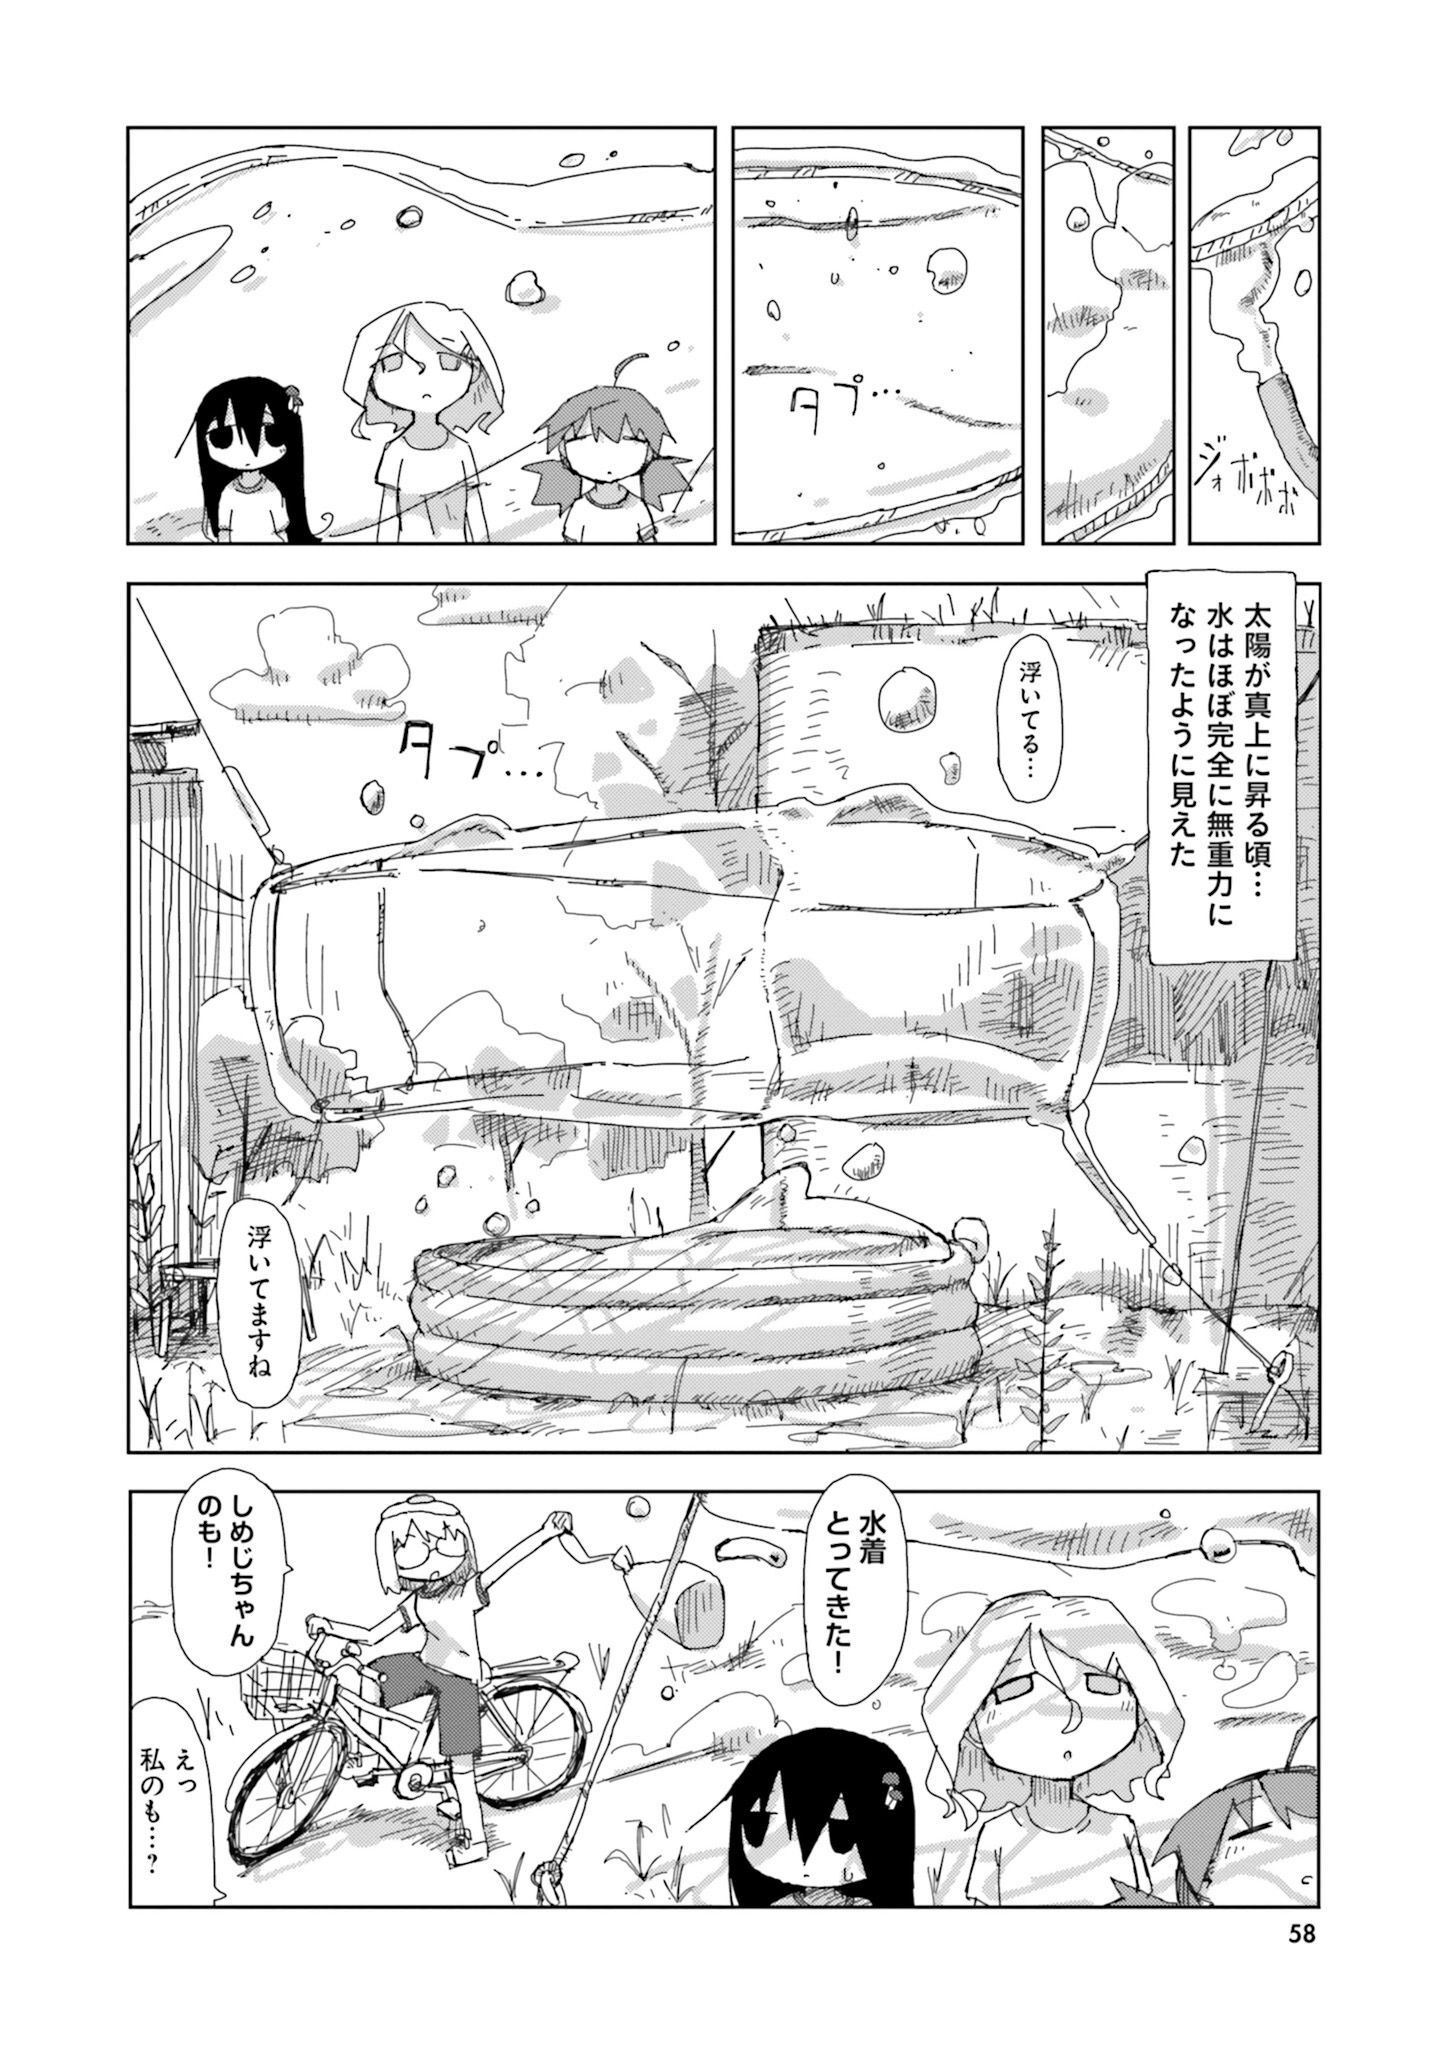 ジォボボボ
タプ…
太陽が真上に昇る頃…
水はほぼ完全に無重力に
なったように見えた
浮いてる…
タプ…
浮いてますね
水着
とってきた！
しめじちゃん
のも！
えっ
私のも…？
58